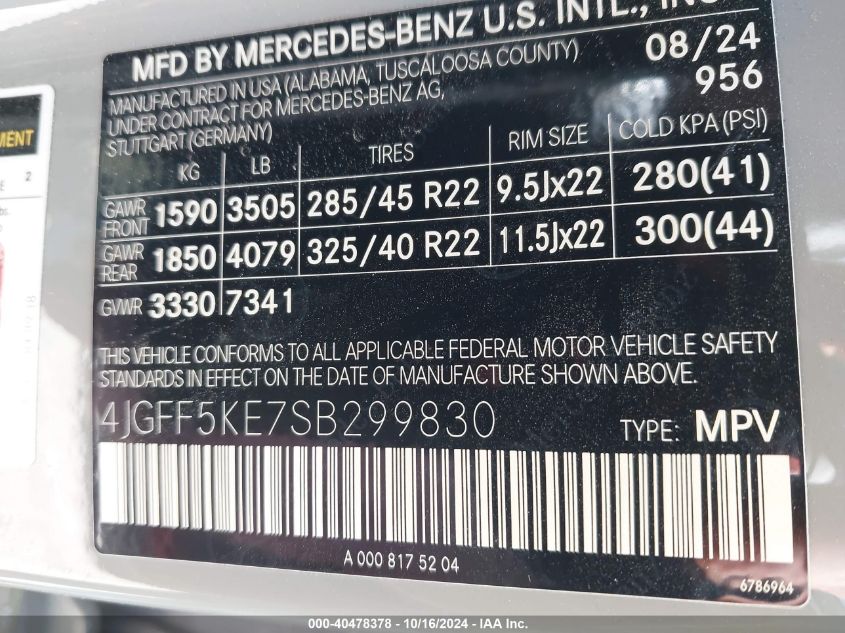 MFD BY MERCEDES-BENZ U.S. INTL., INC
MANUFACTURED IN USA (ALABAMA, TUSCALOOSA COUNTY) 08/24
UNDER CONTRACT FOR MERCEDES-BENZ AG, 956
STUTTGART (GERMANY)
KG LB TIRES RIM SIZE COLD KPA (PSI)
GAWR FRONT 1590 3505 285/45 R22 9.5Jx22 280(41)
GAWR REAR 1850 4079 325/40 R22 11.5Jx22 300(44)
GVWR 3330 7341
THIS VEHICLE CONFORMS TO ALL APPLICABLE FEDERAL MOTOR VEHICLE SAFETY
STANDARDS IN EFFECT ON THE DATE OF MANUFACTURE SHOWN ABOVE.
4JGFF5KE7SB299830 TYPE: MPV
A 000 817 52 04
6786964
2
000-40478378 - 10/16/2024 - IAA Inc.